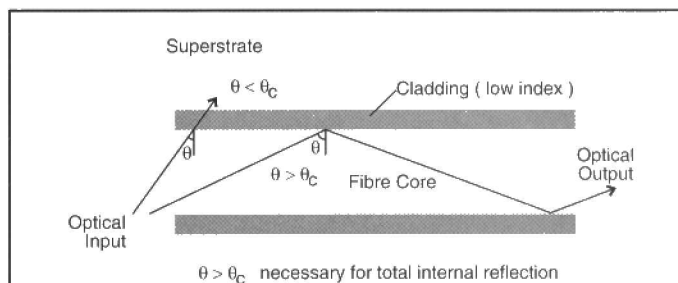 Superstrate
θ < θc
Cladding ( low index )
θ
θ
θ > θc
Fibre Core
Optical
Output
Optical
Input
θ > θc necessary for total internal reflection